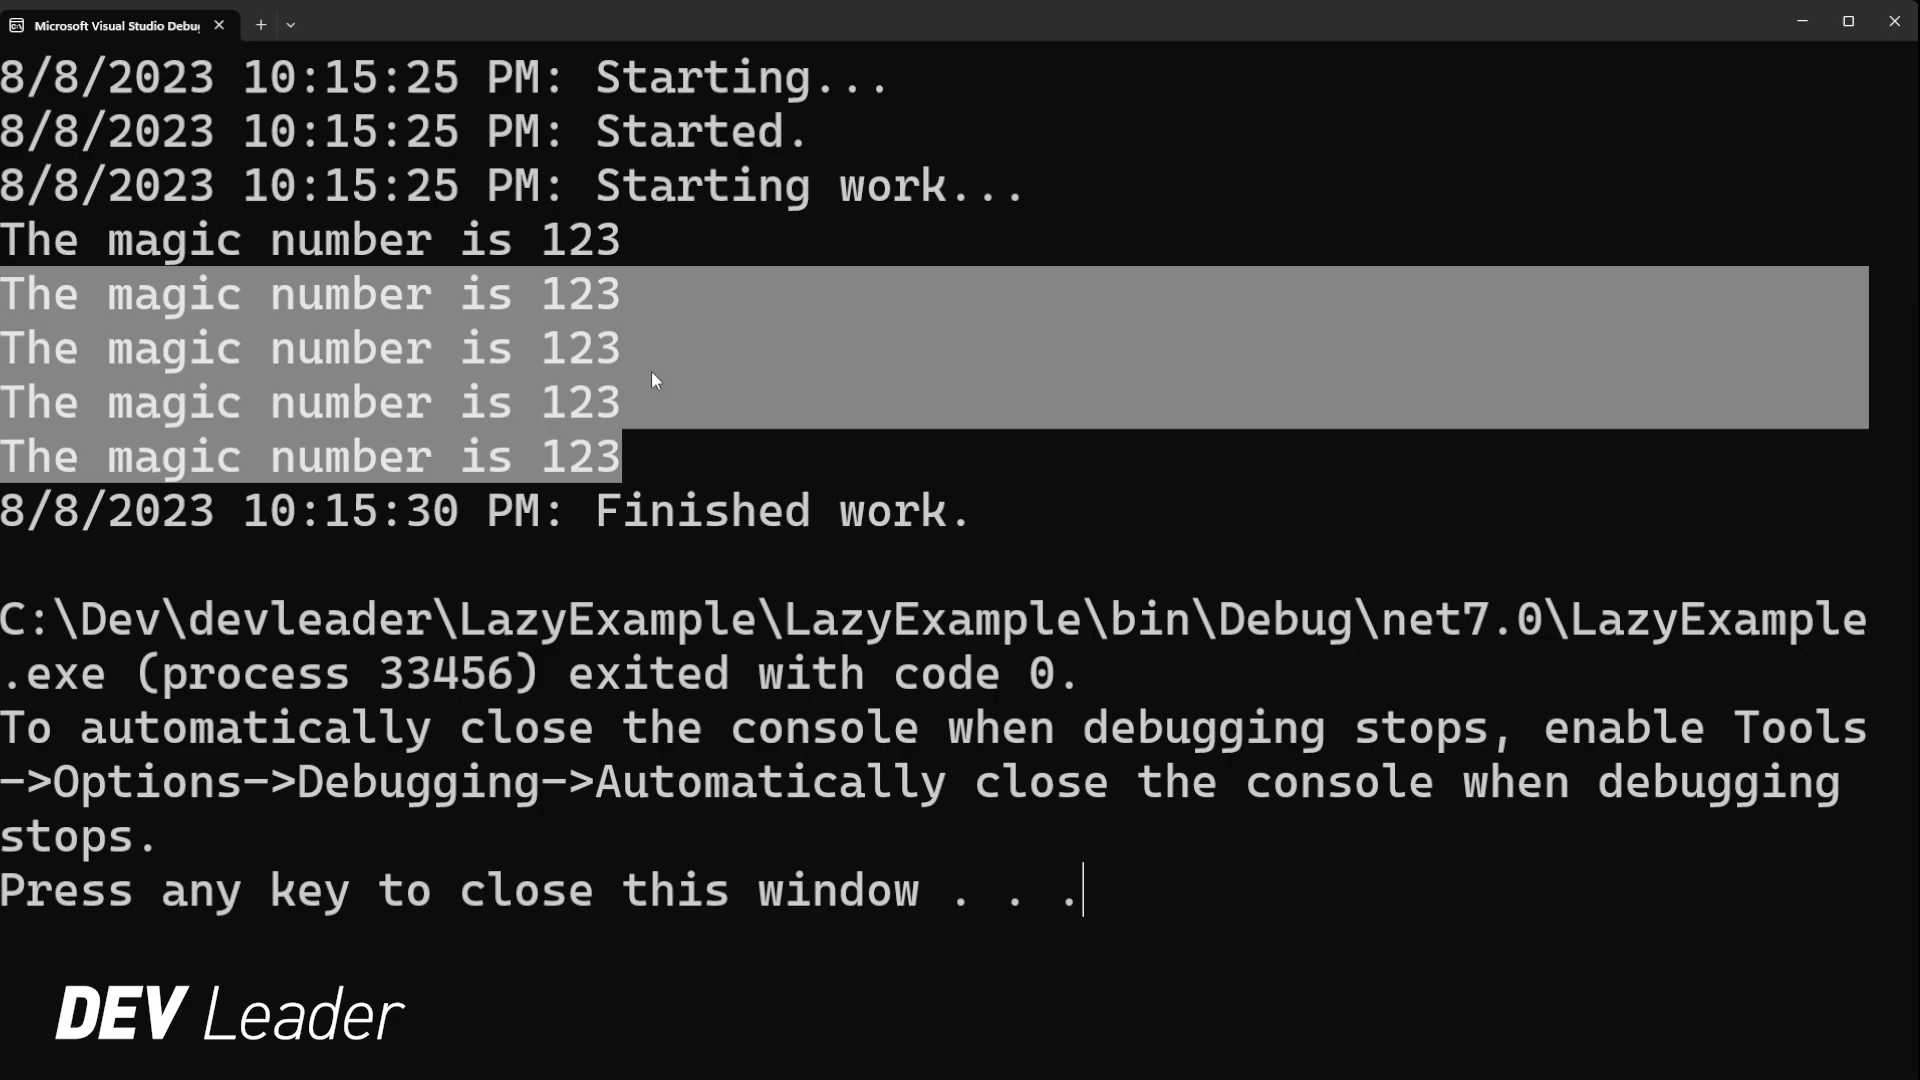 Microsoft Visual Studio Debu
8/8/2023 10:15:25 PM: Starting...
8/8/2023 10:15:25 PM: Started.
8/8/2023 10:15:25 PM: Starting work...
The magic number is 123
The magic number is 123
The magic number is 123
The magic number is 123
The magic number is 123
8/8/2023 10:15:30 PM: Finished work.
C:\Dev\devleader\LazyExample\LazyExample\bin\Debug\net7.0\LazyExample
.exe (process 33456) exited with code 0.
To automatically close the console when debugging stops, enable Tools
->Options->Debugging->Automatically close the console when debugging
stops.
Press any key to close this window . . .
DEV Leader